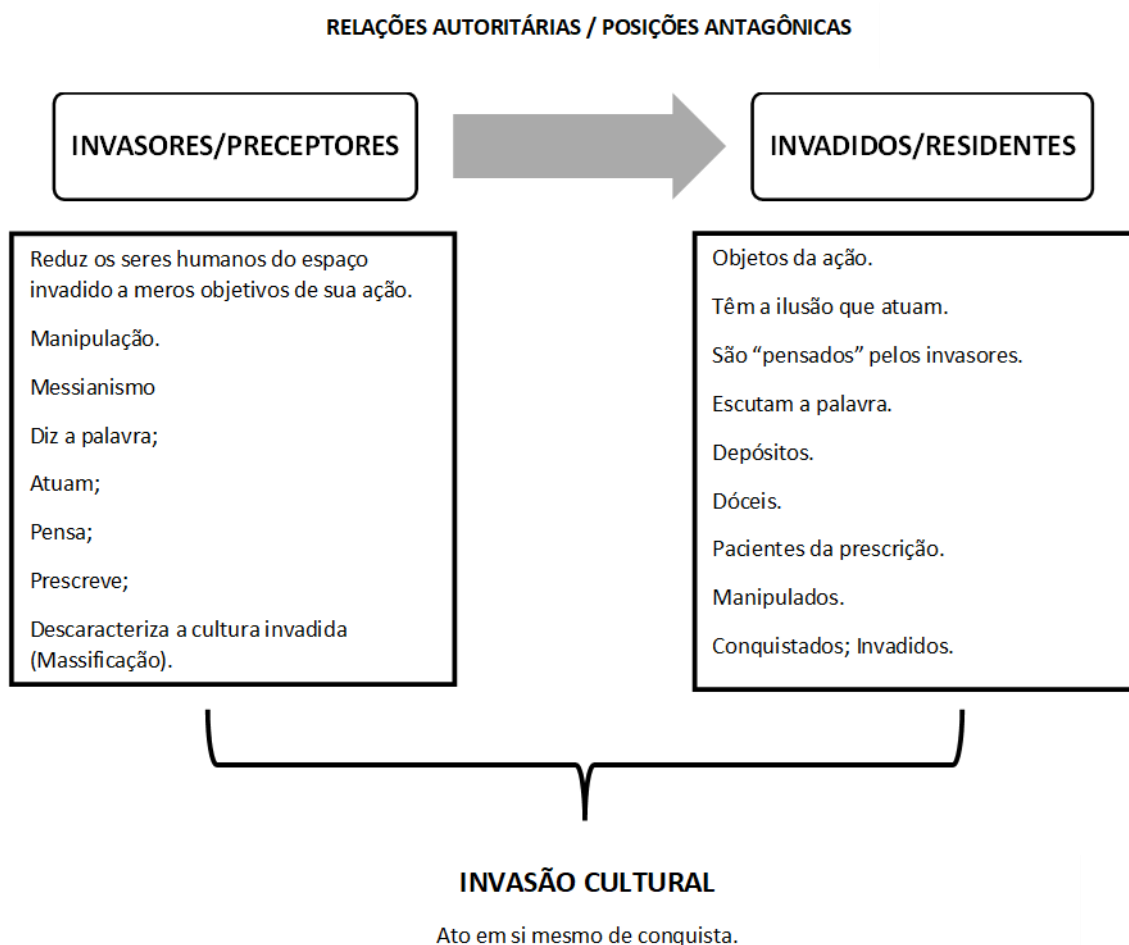 RELAÇÕES AUTORITÁRIAS / POSIÇÕES ANTAGÔNICAS
INVASORES/PRECEPTORES
INVADIDOS/RESIDENTES
Reduz os seres humanos do espaço
invadido a meros objetivos de sua ação.
Manipulação.
Messianismo
Diz a palavra;
Atuam;
Pensa;
Prescreve;
Descaracteriza a cultura invadida
(Massificação).
Objetos da ação.
Têm a ilusão que atuam.
São “pensados” pelos invasores.
Escutam a palavra.
Depósitos.
Dóceis.
Pacientes da prescrição.
Manipulados.
Conquistados; Invadidos.
INVASÃO CULTURAL
Ato em si mesmo de conquista.